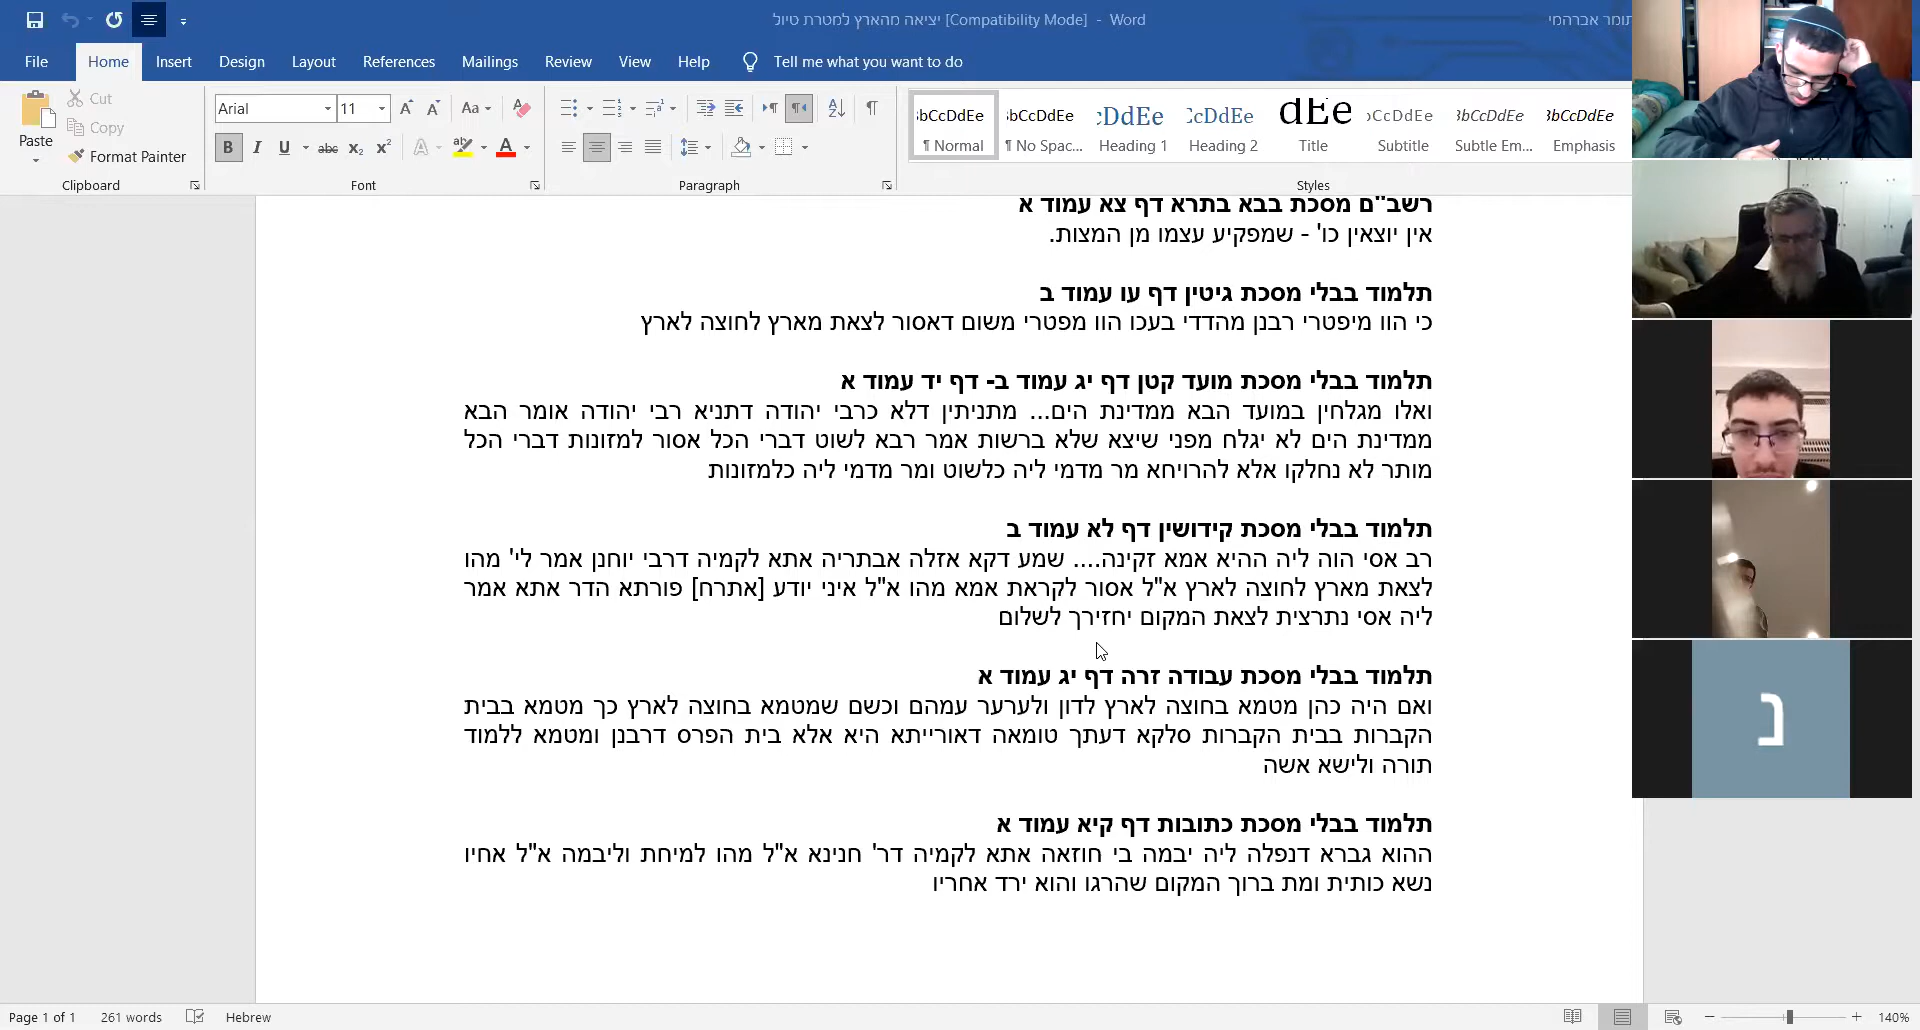 יציאה מהארץ למטרת טיול [Compatibility Mode] - Word
תומר אברהמי
File Home Insert Design Layout References Mailings Review View Help Tell me what you want to do
Paste
Cut
Copy
Format Painter
Clipboard
Arial 11
Font
Paragraph
¶ Normal ¶ No Spac... Heading 1 Heading 2 Title Subtitle Subtle Em... Emphasis
Styles
רשב"ם מסכת בבא בתרא דף צא עמוד א
אין יוצאין כו' - שמפקיע עצמו מן המצות.
תלמוד בבלי מסכת גיטין דף עו עמוד ב
כי הוו מיפטרי רבנן מהדדי בעכו הוו מפטרי משום דאסור לצאת מארץ לחוצה לארץ
תלמוד בבלי מסכת מועד קטן דף יג עמוד ב- דף יד עמוד א
ואלו מגלחין במועד הבא ממדינת הים... מתניתין דלא כרבי יהודה דתניא רבי יהודה אומר הבא
ממדינת הים לא יגלח מפני שיצא שלא ברשות אמר רבא לשוט דברי הכל אסור למזונות דברי הכל
מותר לא נחלקו אלא להרויחא מר מדמי ליה כלשוט ומר מדמי ליה כלמזונות
תלמוד בבלי מסכת קידושין דף לא עמוד ב
רב אסי הוה ליה ההיא אמא זקינה.... שמע דקא אזלה אבתריה אתא לקמיה דרבי יוחנן אמר לי' מהו
לצאת מארץ לחוצה לארץ א"ל אסור לקראת אמא מהו א"ל איני יודע [אתרח] פורתא הדר אתא אמר
ליה אסי נתרצית לצאת המקום יחזירך לשלום
תלמוד בבלי מסכת עבודה זרה דף יג עמוד א
ואם היה כהן מטמא בחוצה לארץ לדון ולערער עמהם וכשם שמטמא בחוצה לארץ כך מטמא בבית
הקברות בבית הקברות סלקא דעתך טומאה דאורייתא היא אלא בית הפרס דרבנן ומטמא ללמוד
תורה ולישא אשה
תלמוד בבלי מסכת כתובות דף קיא עמוד א
ההוא גברא דנפלה ליה יבמה בי חוזאה אתא לקמיה דר' חנינא א"ל מהו למיחת וליבמה א"ל אחיו
נשא כותית ומת ברוך המקום שהרגו והוא ירד אחריו
נ
Page 1 of 1 261 words Hebrew 140%